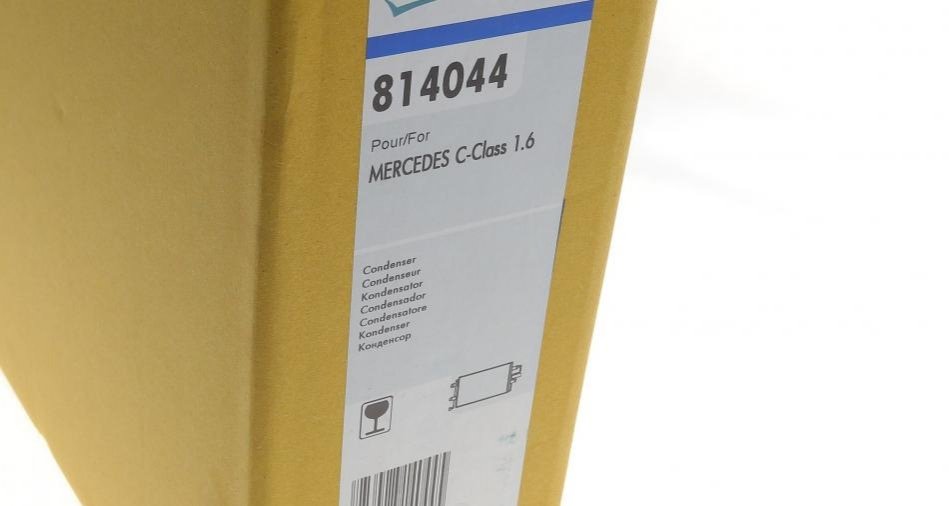 814044
Pour/For
MERCEDES C-Class 1.6
Condenser
Condenseur
Kondensator
Condensador
Condensatore
Kondenser
Конденсор